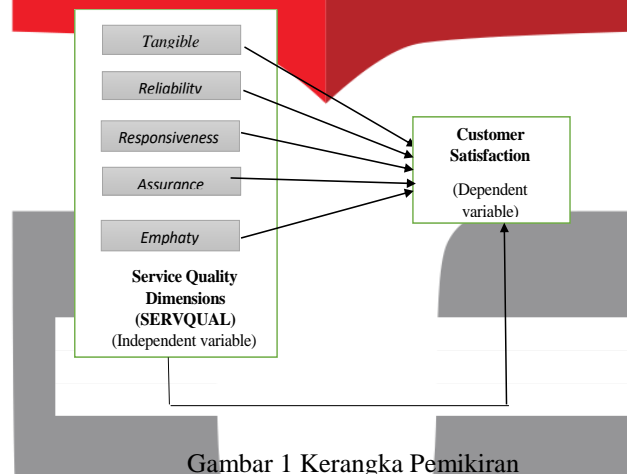 Tangible
Reliability
Responsiveness
Assurance
Emphaty
Service Quality
Dimensions
(SERVQUAL)
(Independent variable)
Customer
Satisfaction
(Dependent
variable)
Gambar 1 Kerangka Pemikiran